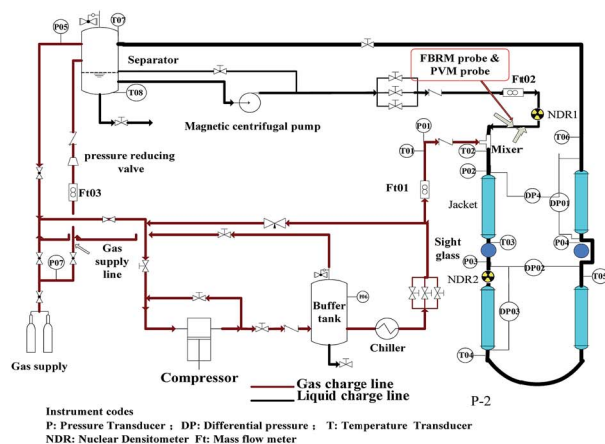 P05
T07
Separator
T08
Magnetic centrifugal pump
FBRM probe &
PVM probe
Ft02
NDR1
P01
T01
T02
Mixer
T06
P02
pressure reducing
valve
Ft03
Ft01
DP4
DP01
Jacket
Sight
glass
T03
P04
P03
DP02
NDR2
T05
Gas
supply
line
P07
Buffer
tank
P06
DP03
Gas supply
Compressor
Chiller
T04
P-2
Gas charge line
Liquid charge line
Instrument codes
P: Pressure Transducer ; DP: Differential pressure ; T: Temperature Transducer
NDR: Nuclear Densitometer Ft: Mass flow meter